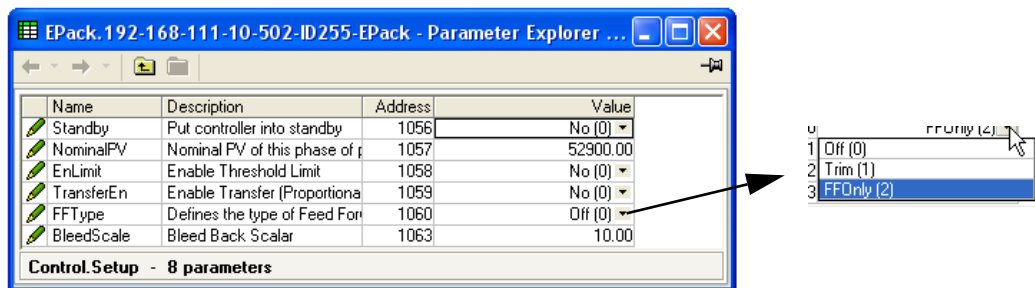 EPack.192-168-111-10-502-ID255-EPack - Parameter Explorer ...
Name Description Address Value
Standby Put controller into standby 1056 No (0)
NominalPV Nominal PV of this phase of p 1057 52900.00
EnLimit Enable Threshold Limit 1058 No (0)
TransferEn Enable Transfer (Proportiona 1059 No (0)
FFType Defines the type of Feed For 1060 Off (0)
BleedScale Bleed Back Scalar 1063 10.00
Control.Setup - 8 parameters
FFOnly (2)
1 Off (0)
2 Trim (1)
3 FFOnly (2)